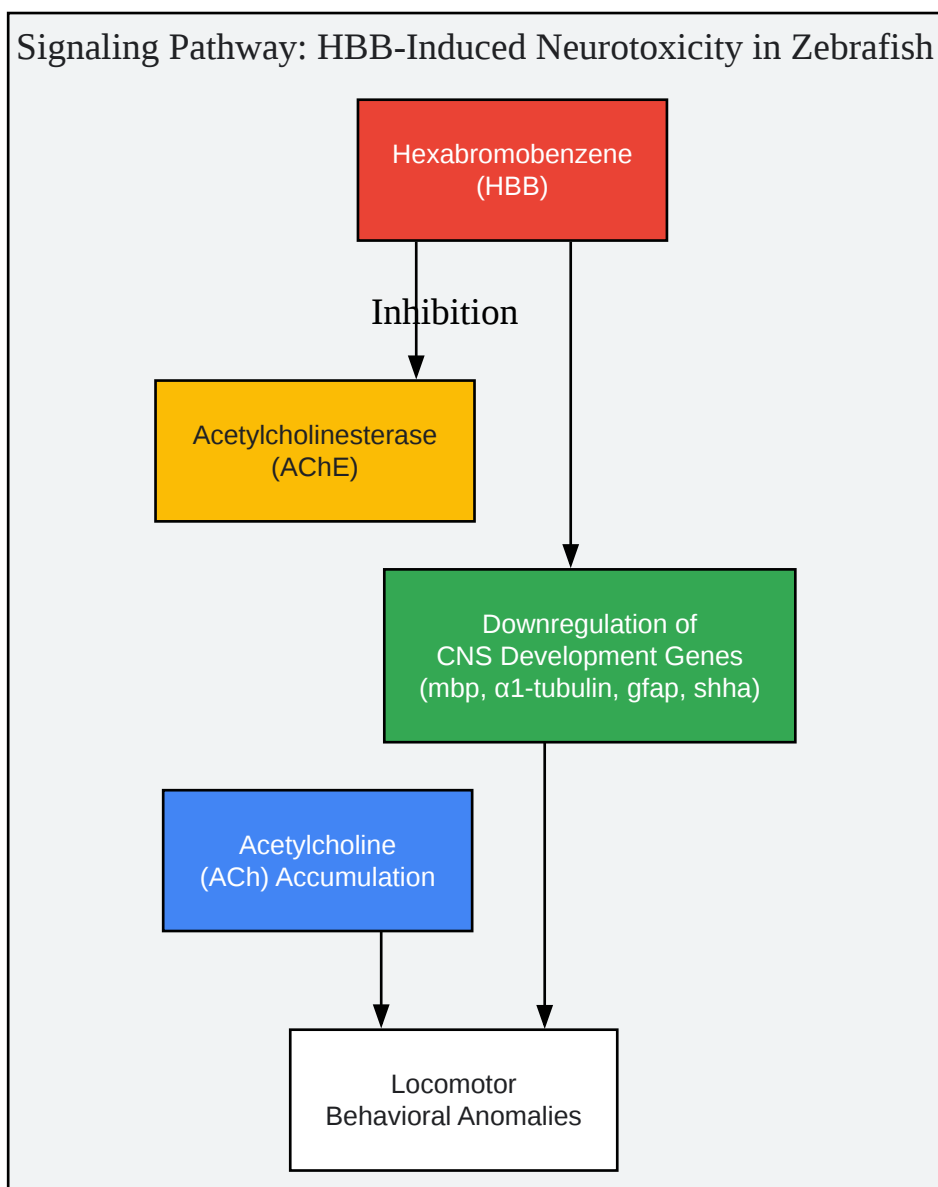 Signaling Pathway: HBB-Induced Neurotoxicity in Zebrafish
Hexabromobenzene
(HBB)
Inhibition
Acetylcholinesterase
(AChE)
Downregulation of
CNS Development Genes
(mbp, α1-tubulin, gfap, shha)
Acetylcholine
(ACh) Accumulation
Locomotor
Behavioral Anomalies